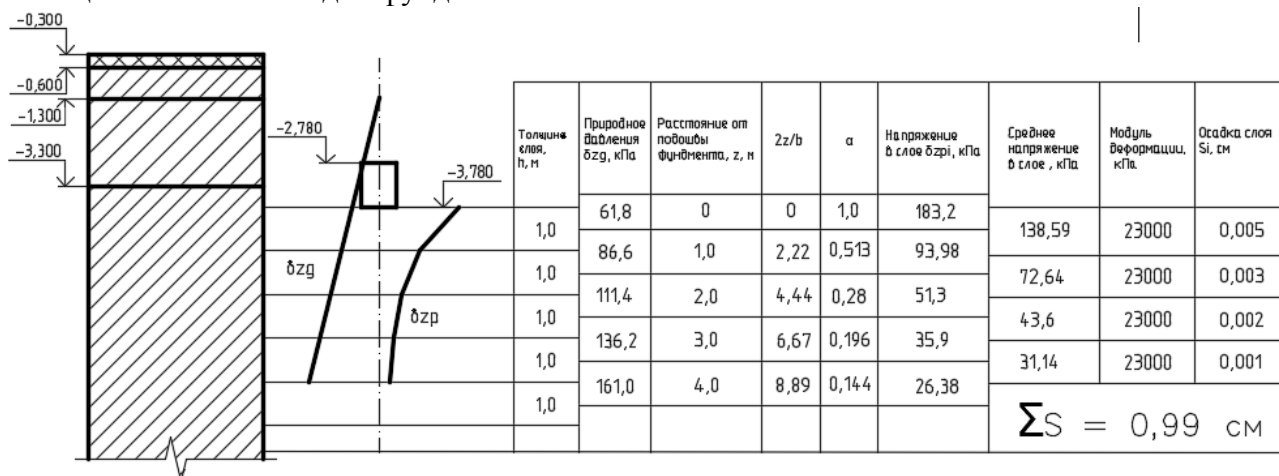 -0,300
-0,600
-1,300
-3,300
-2,780
-3,780
δzg
δzp
Толщине
слоя,
h, м
Природное
давления
δzg, кПа
Расстояние от
подошвы
фундмента, z, м
2z/b
α
Напряжение
в слое δzpi, кПа
Среднее
напряжение
в слое , кПа
Модуль
деформации,
кПа.
Осадка слоя
Si, см
61,8 0 0 1,0 183,2
1,0 138,59 23000 0,005
86,6 1,0 2,22 0,513 93,98
1,0 72,64 23000 0,003
111,4 2,0 4,44 0,28 51,3
1,0 43,6 23000 0,002
136,2 3,0 6,67 0,196 35,9
1,0 31,14 23000 0,001
161,0 4,0 8,89 0,144 26,38
1,0
ΣS = 0,99 см